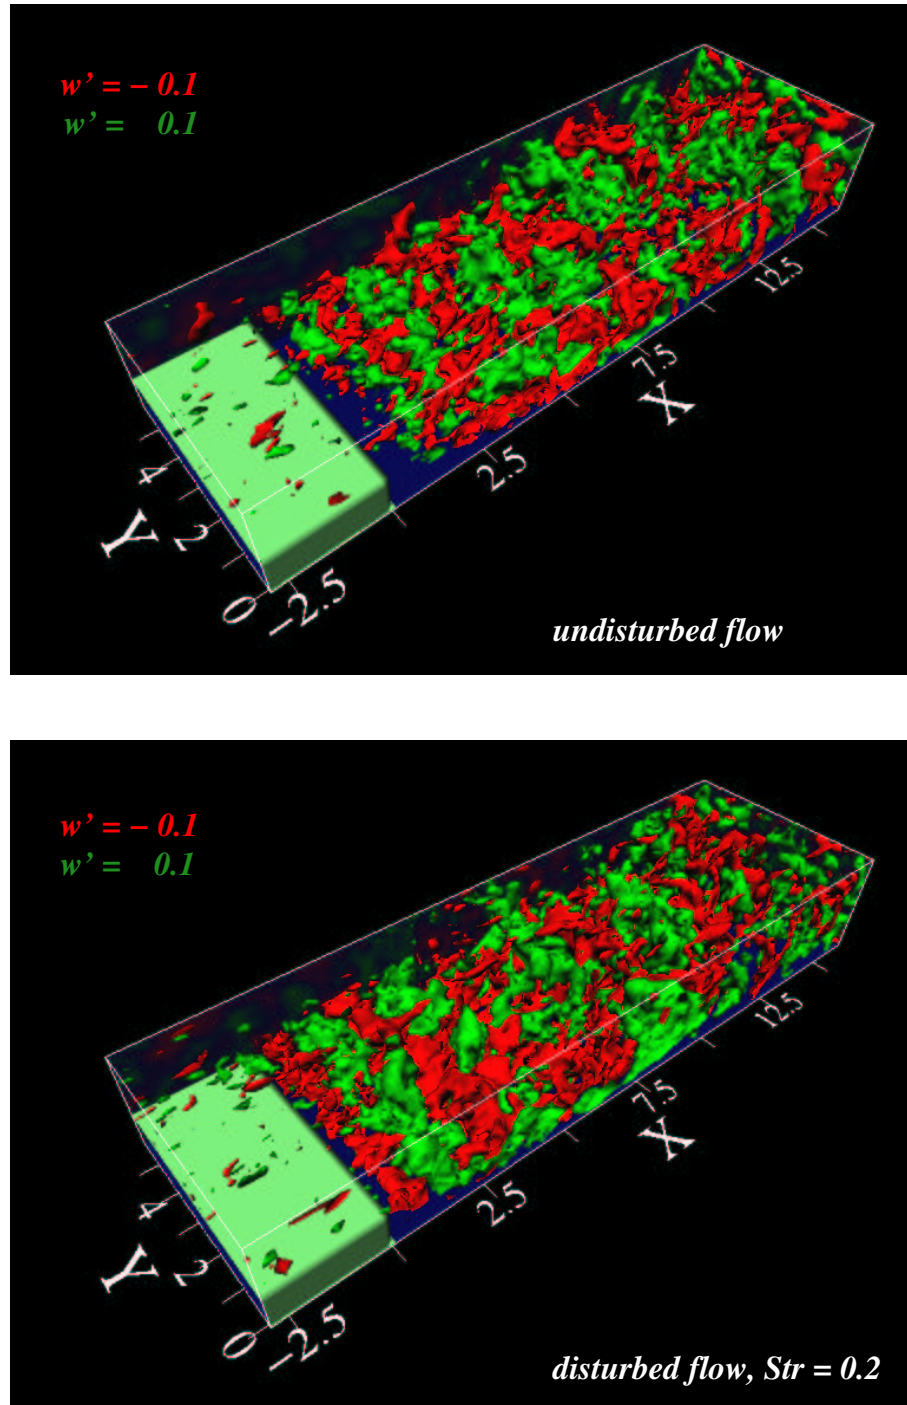 w’ = – 0.1
w’ = 0.1
12.5
7.5
X
2.5
4
Y
2
0
−2.5
undisturbed flow
w’ = – 0.1
w’ = 0.1
12.5
7.5
X
2.5
4
Y
2
0
−2.5
disturbed flow, Str = 0.2